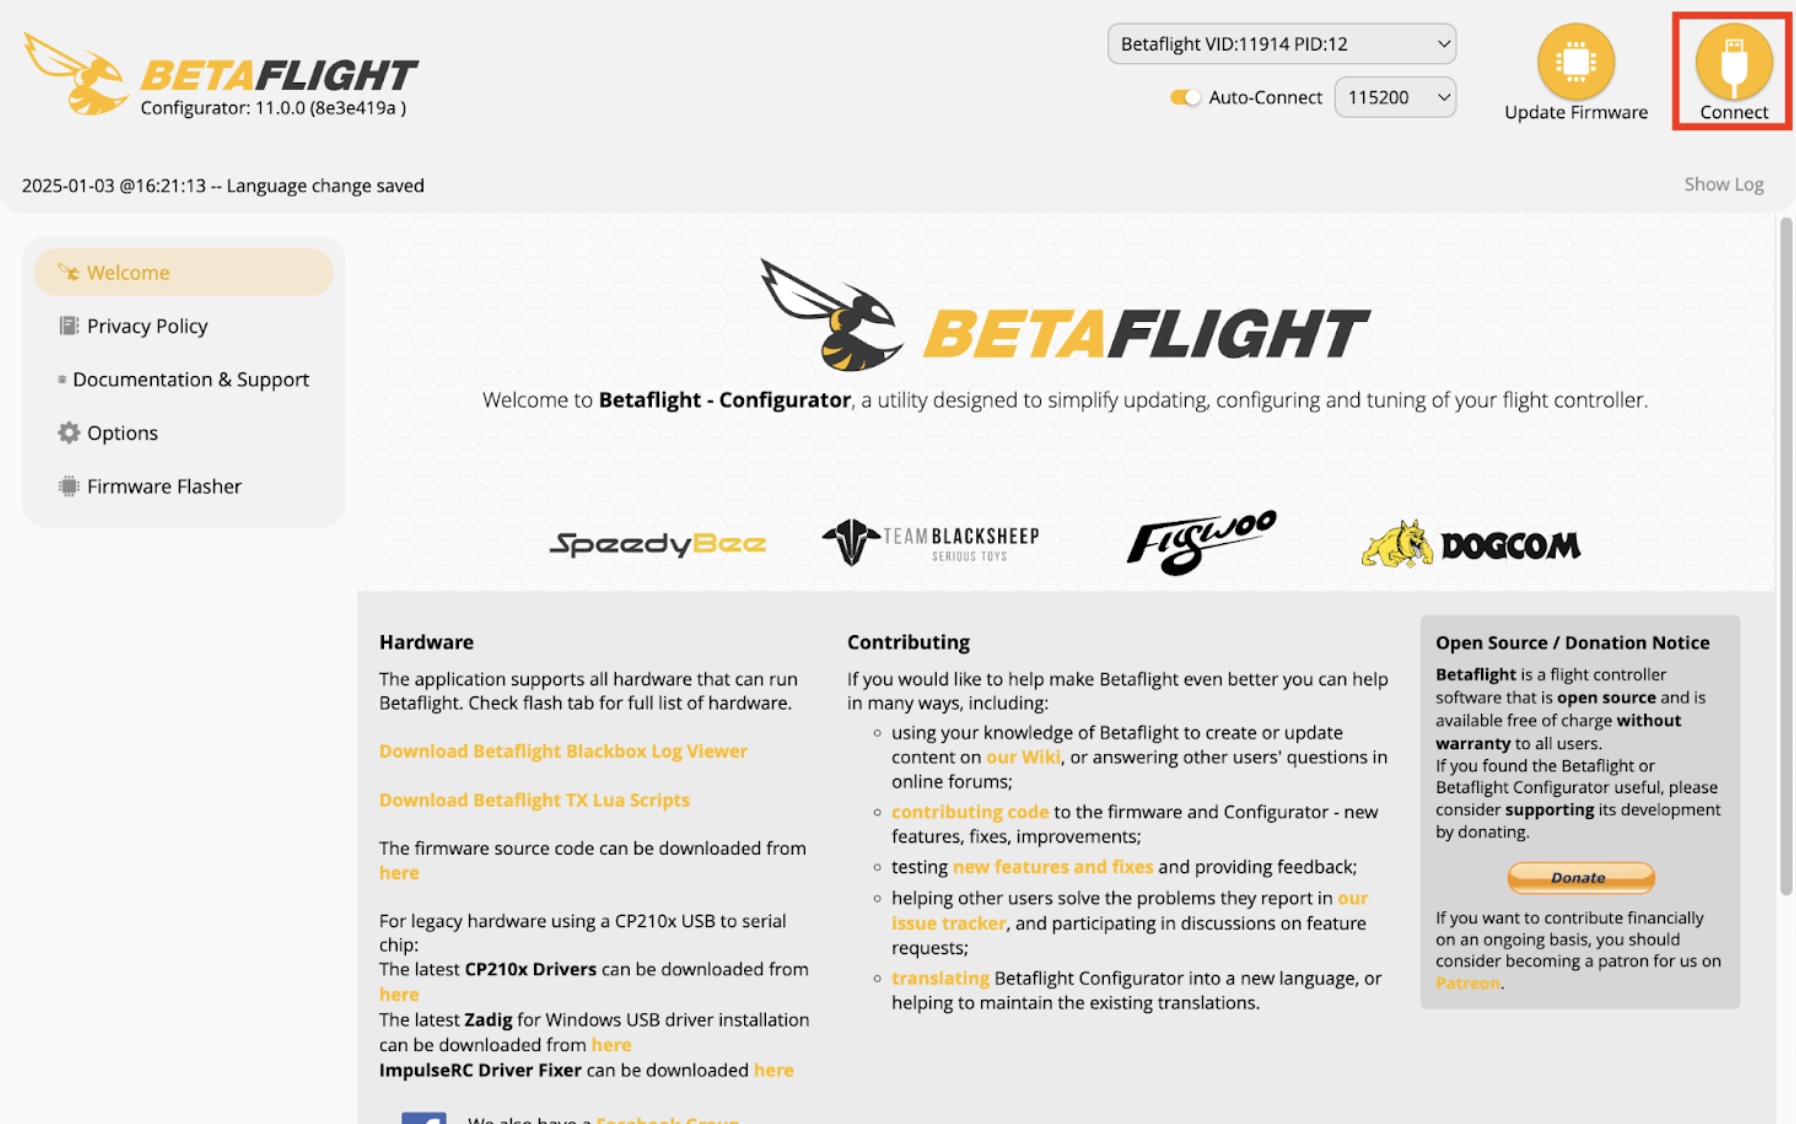 BETAFLIGHT
Configurator: 11.0.0 (8e3e419a )
Betaflight VID:11914 PID:12
Auto-Connect
115200
Update Firmware
Connect
2025-01-03 @16:21:13 -- Language change saved
Show Log
Welcome
Privacy Policy
Documentation & Support
Options
Firmware Flasher
BETAFLIGHT
Welcome to Betaflight - Configurator, a utility designed to simplify updating, configuring and tuning of your flight controller.
SpeedyBee
TEAM BLACKSHEEP
SERIOUS TOYS
FLYWOO
DOGCOM
Hardware
The application supports all hardware that can run
Betaflight. Check flash tab for full list of hardware.
Download Betaflight Blackbox Log Viewer
Download Betaflight TX Lua Scripts
The firmware source code can be downloaded from
here
For legacy hardware using a CP210x USB to serial
chip:
The latest CP210x Drivers can be downloaded from
here
The latest Zadig for Windows USB driver installation
can be downloaded from here
ImpulseRC Driver Fixer can be downloaded here
We also have a Facebook Group
Contributing
If you would like to help make Betaflight even better you can help
in many ways, including:
using your knowledge of Betaflight to create or update
content on our Wiki, or answering other users' questions in
online forums;
contributing code to the firmware and Configurator - new
features, fixes, improvements;
testing new features and fixes and providing feedback;
helping other users solve the problems they report in our
issue tracker, and participating in discussions on feature
requests;
translating Betaflight Configurator into a new language, or
helping to maintain the existing translations.
Open Source / Donation Notice
Betaflight is a flight controller
software that is open source and is
available free of charge without
warranty to all users.
If you found the Betaflight or
Betaflight Configurator useful, please
consider supporting its development
by donating.
Donate
If you want to contribute financially
on an ongoing basis, you should
consider becoming a patron for us on
Patreon.